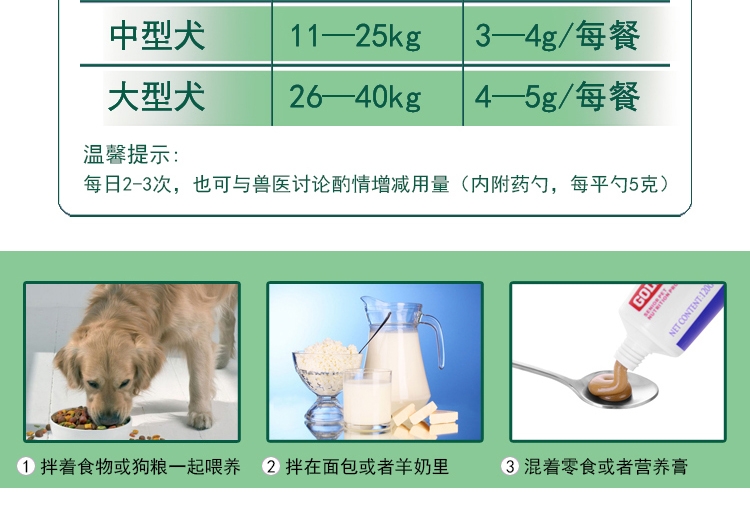 中型犬 11—25kg 3—4g/每餐
大型犬 26—40kg 4—5g/每餐
温馨提示:
每日2-3次，也可与兽医讨论酌情增减用量（内附药勺，每平勺5克）
GOLD
SENIOR PET
NUTRITION
NET CONTENT:120G
1 拌着食物或狗粮一起喂养
2 拌在面包或者羊奶里
3 混着零食或者营养膏